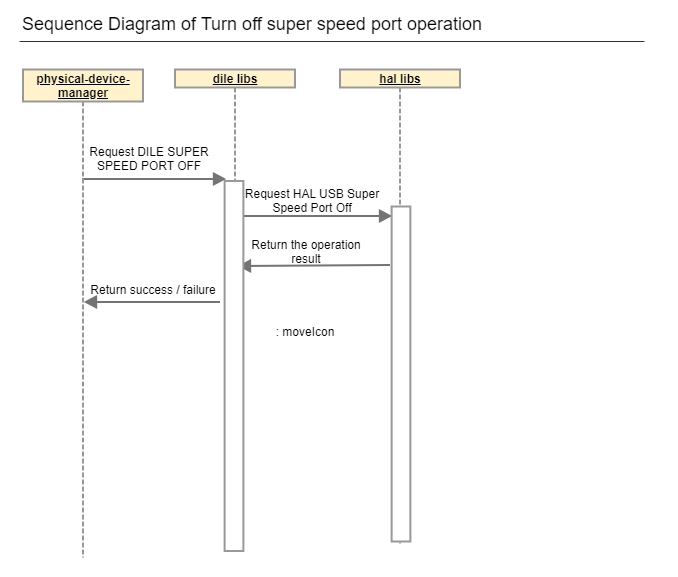 Sequence Diagram of Turn off super speed port operation
physical-device-
manager
dile libs
hal libs
Request DILE SUPER
SPEED PORT OFF
Request HAL USB Super
Speed Port Off
Return the operation
result
Return success / failure
: moveIcon